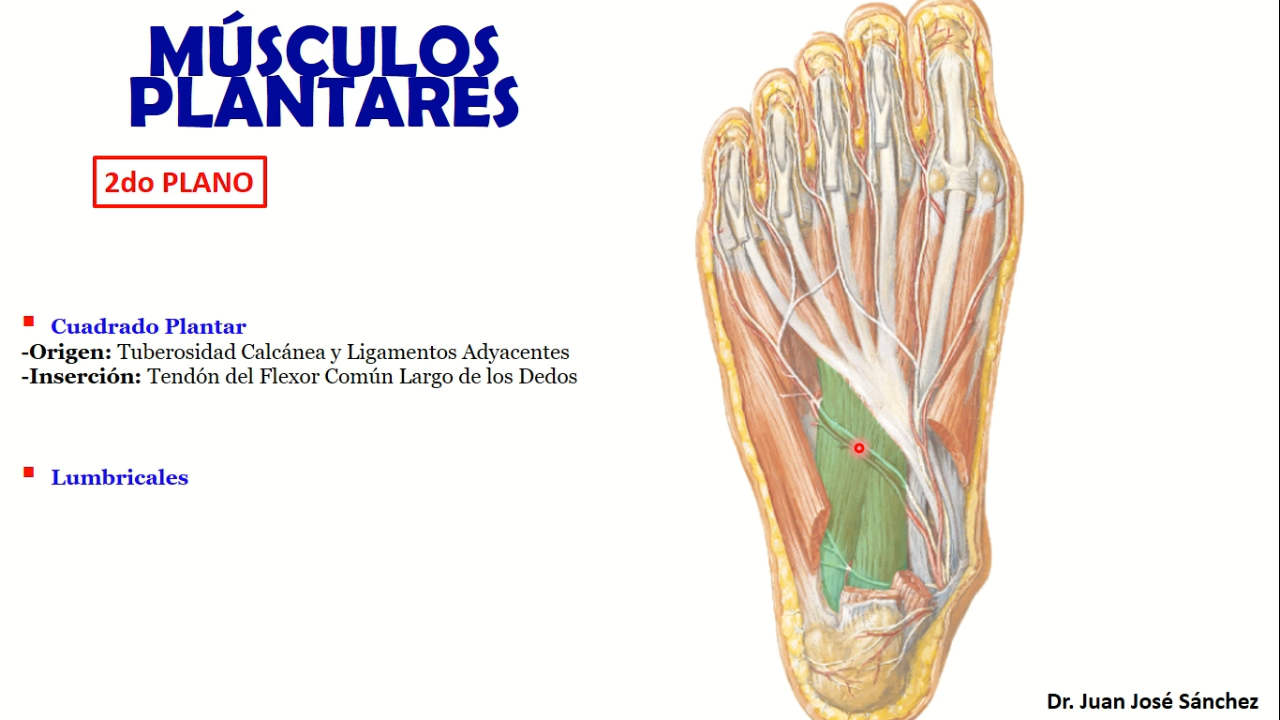 MÚSCULOS
PLANTARES
2do PLANO
Cuadrado Plantar
-Origen: Tuberosidad Calcánea y Ligamentos Adyacentes
-Inserción: Tendón del Flexor Común Largo de los Dedos
Lumbricales
Dr. Juan José Sánchez